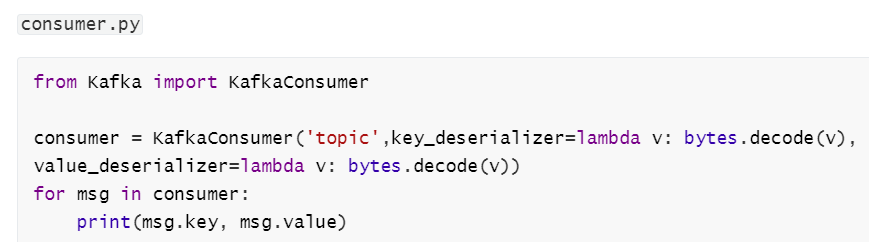 consumer.py
from Kafka import KafkaConsumer
consumer = KafkaConsumer('topic',key_deserializer=lambda v: bytes.decode(v),
value_deserializer=lambda v: bytes.decode(v))
for msg in consumer:
    print(msg.key, msg.value)